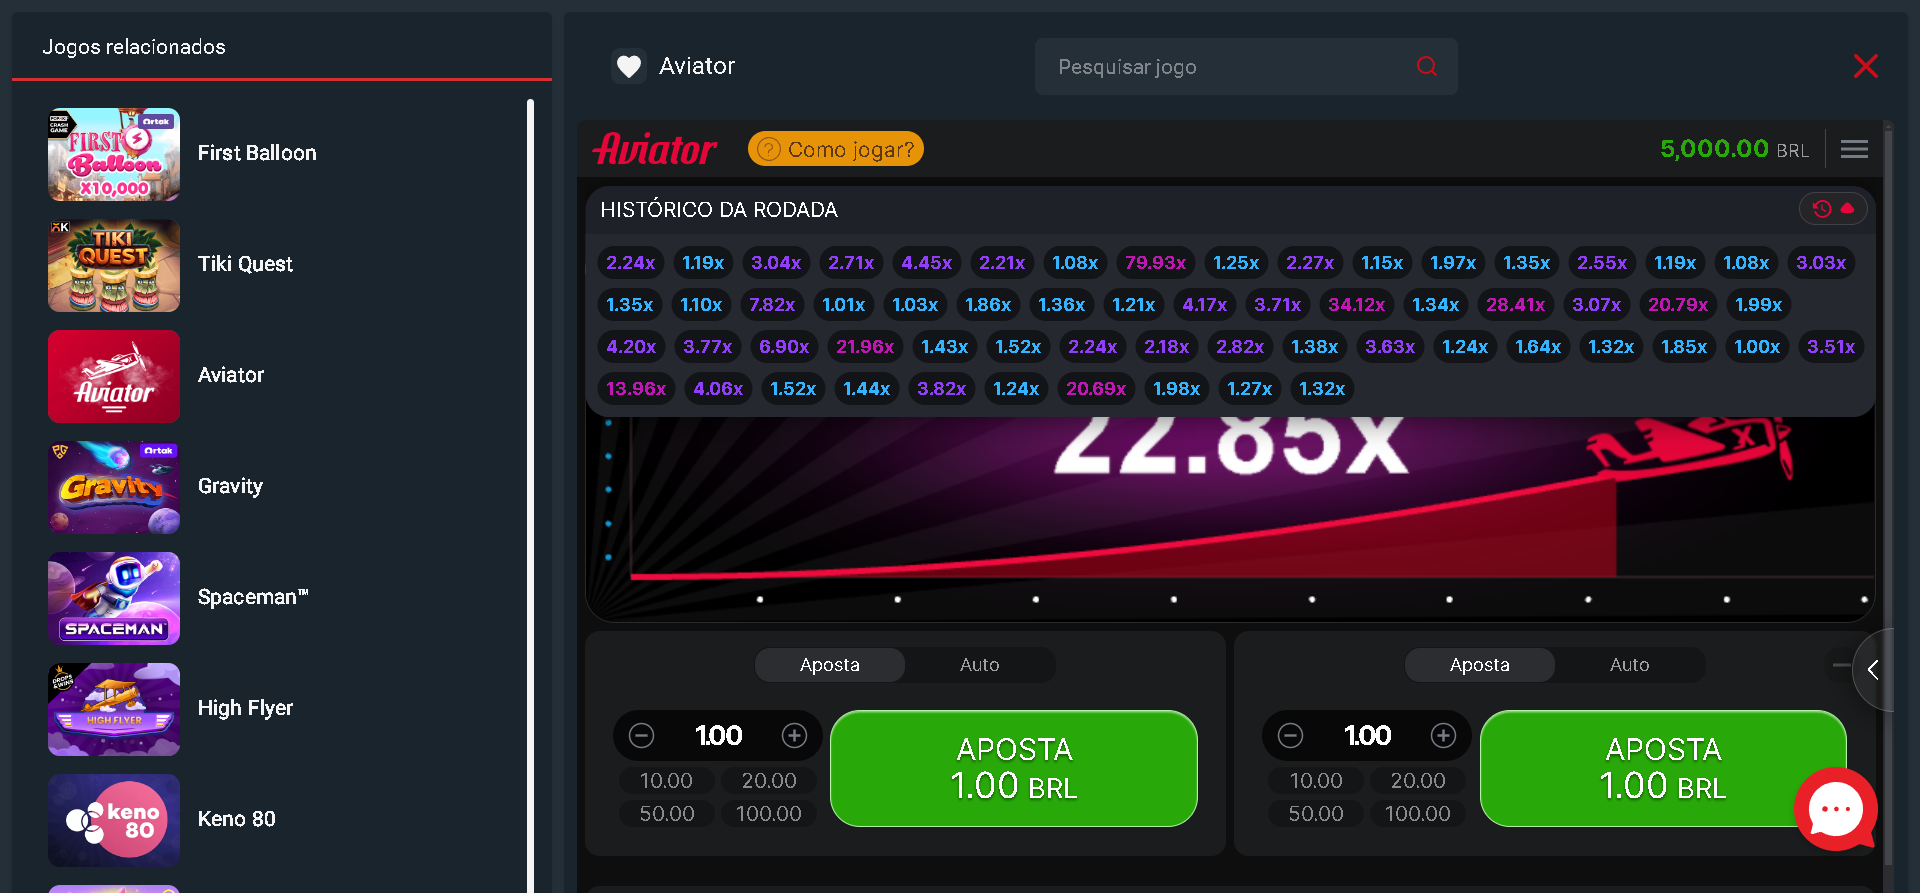 Jogos relacionados
POPOK CRASH GAME
Ortak
FIRST
Balloon
X10,000
First Balloon
K
TIKI
QUEST
Tiki Quest
Aviator
Aviator
Ortak
Gravity
Gravity
SPACEMAN
Spaceman™
DROPS & WINS
HIGH FLYER
High Flyer
keno
80
Keno 80
Aviator
Pesquisar jogo
Aviator
? Como jogar?
5,000.00 BRL
HISTÓRICO DA RODADA
2.24x 1.19x 3.04x 2.71x 4.45x 2.21x 1.08x 79.93x 1.25x 2.27x 1.15x 1.97x 1.35x 2.55x 1.19x 1.08x 3.03x
1.35x 1.10x 7.82x 1.01x 1.03x 1.86x 1.36x 1.21x 4.17x 3.71x 34.12x 1.34x 28.41x 3.07x 20.79x 1.99x
4.20x 3.77x 6.90x 21.96x 1.43x 1.52x 2.24x 2.18x 2.82x 1.38x 3.63x 1.24x 1.64x 1.32x 1.85x 1.00x 3.51x
13.96x 4.06x 1.52x 1.44x 3.82x 1.24x 20.69x 1.98x 1.27x 1.32x
22.85x
X
Aposta Auto
1.00
10.00 20.00
50.00 100.00
APOSTA
1.00 BRL
Aposta Auto
1.00
10.00 20.00
50.00 100.00
APOSTA
1.00 BRL